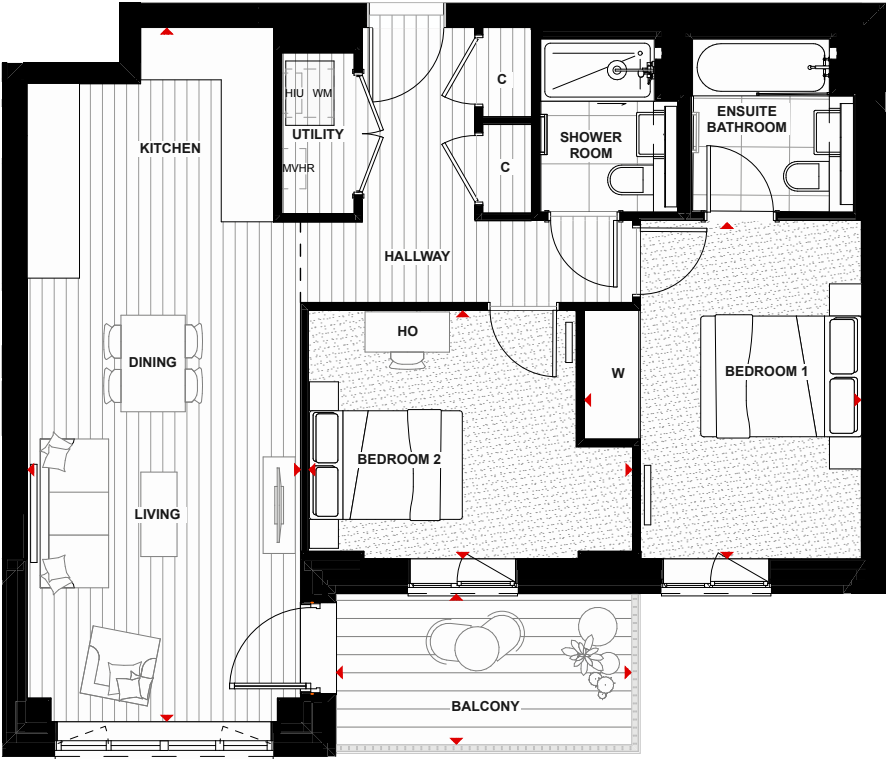 C
HIU WM
ENSUITE
BATHROOM
UTILITY
SHOWER
ROOM
KITCHEN
MVHR
C
HALLWAY
HO
DINING
W
BEDROOM 1
BEDROOM 2
LIVING
BALCONY